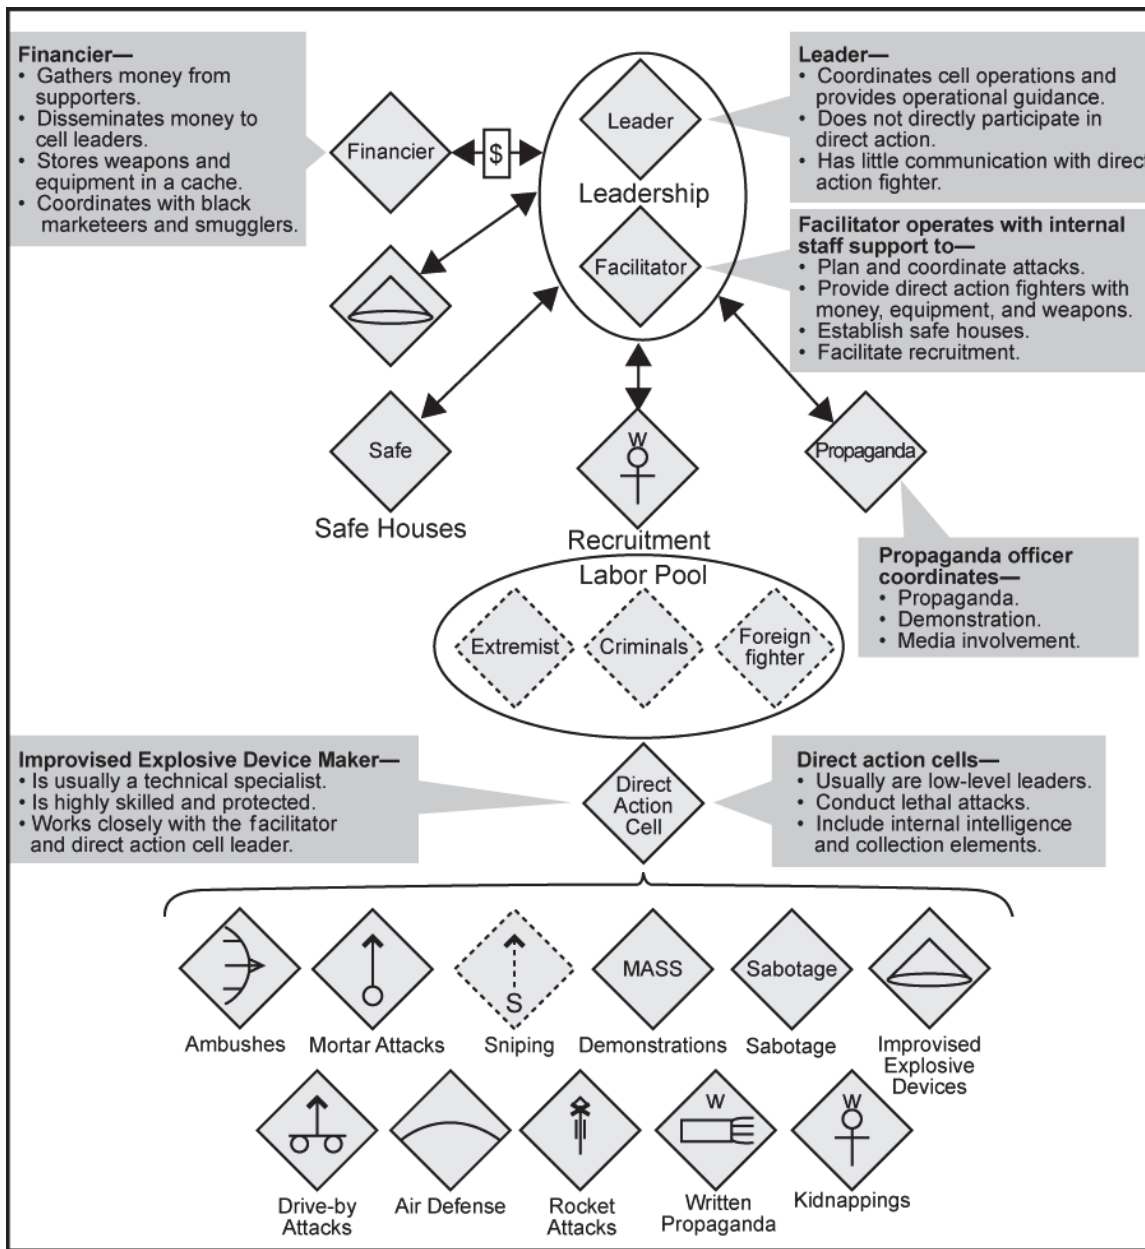 Financier—
• Gathers money from
supporters.
• Disseminates money to
cell leaders.
• Stores weapons and
equipment in a cache.
• Coordinates with black
marketeers and smugglers.
Financier
$
Leader
Leadership
Facilitator
Leader—
• Coordinates cell operations and
provides operational guidance.
• Does not directly participate in
direct action.
• Has little communication with direct
action fighter.
Facilitator operates with internal
staff support to—
• Plan and coordinate attacks.
• Provide direct action fighters with
money, equipment, and weapons.
• Establish safe houses.
• Facilitate recruitment.
Safe
Safe Houses
W
Recruitment
Propaganda
Propaganda officer
coordinates—
• Propaganda.
• Demonstration.
• Media involvement.
Labor Pool
Extremist
Criminals
Foreign
fighter
Improvised Explosive Device Maker—
• Is usually a technical specialist.
• Is highly skilled and protected.
• Works closely with the facilitator
and direct action cell leader.
Direct
Action
Cell
Direct action cells—
• Usually are low-level leaders.
• Conduct lethal attacks.
• Include internal intelligence
and collection elements.
Ambushes
Mortar Attacks
S
Sniping
MASS
Demonstrations
Sabotage
Sabotage
Improvised
Explosive
Devices
Drive-by
Attacks
Air Defense
Rocket
Attacks
W
Written
Propaganda
W
Kidnappings